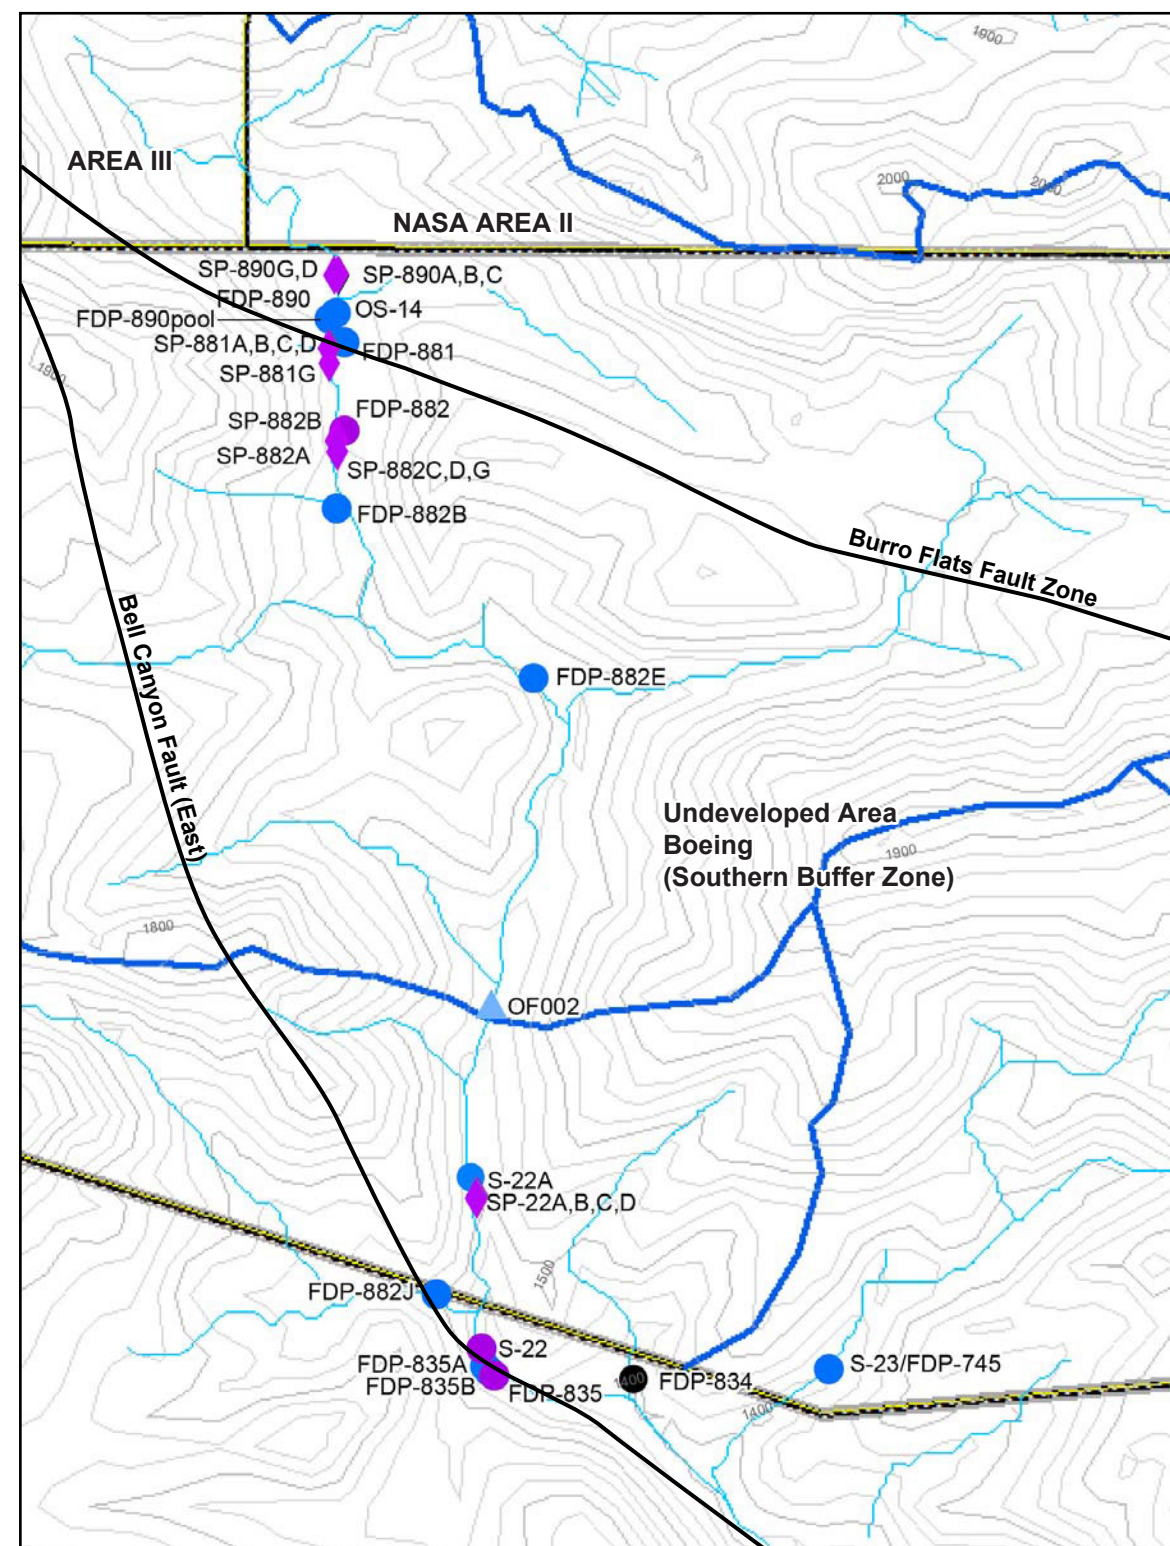 1900
AREA III
2000
2000
NASA AREA II
SP-890G,D
SP-890A,B,C
FDP-890
OS-14
FDP-890pool
SP-881A,B,C,D
FDP-881
SP-881G
1900
FDP-882
SP-882B
SP-882A
SP-882C,D,G
FDP-882B
Burro Flats Fault Zone
Bell Canyon Fault (East)
FDP-882E
Undeveloped Area
Boeing
(Southern Buffer Zone)
1900
1800
OF002
S-22A
SP-22A,B,C,D
1500
FDP-882J
S-22
FDP-835A
FDP-835B
FDP-835
1400
FDP-834
S-23/FDP-745
1400